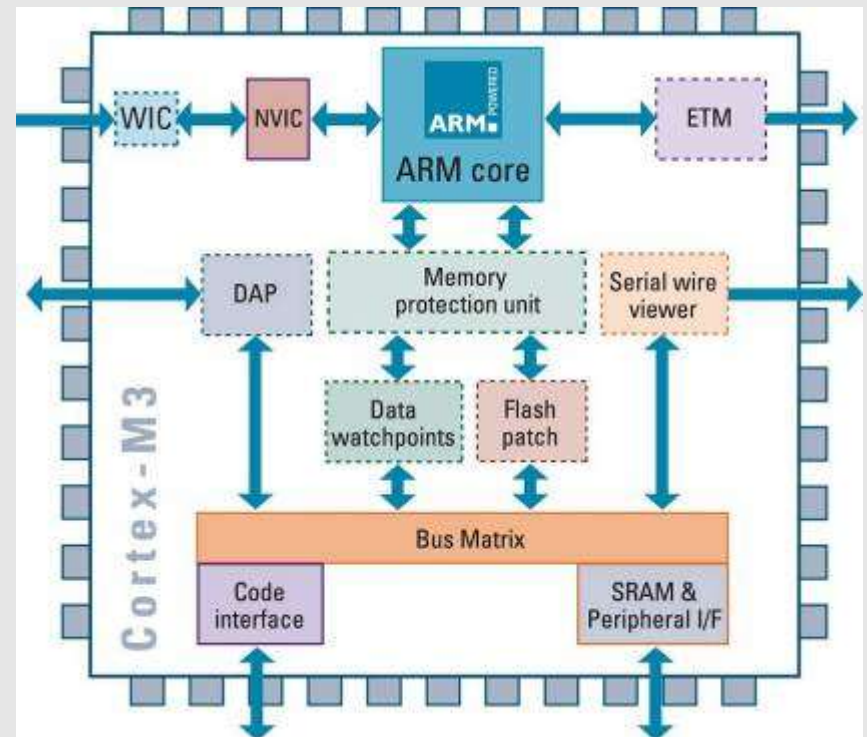 WIC
NVIC
ARM
POWERED
ARM core
ETM
DAP
Memory
protection unit
Serial wire
viewer
Data
watchpoints
Flash
patch
Cortex-M3
Bus Matrix
Code
interface
SRAM &
Peripheral I/F